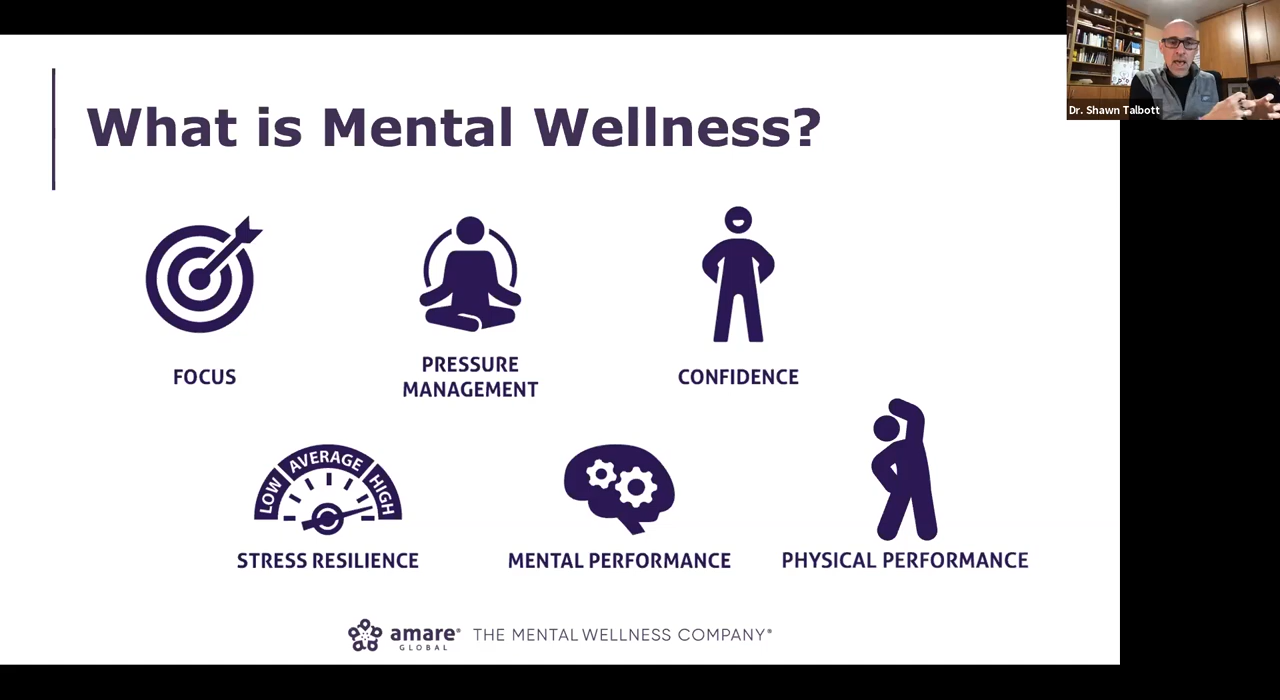 What is Mental Wellness?
Dr. Shawn Talbott
FOCUS
PRESSURE
MANAGEMENT
CONFIDENCE
LOW AVERAGE HIGH
STRESS RESILIENCE
MENTAL PERFORMANCE
PHYSICAL PERFORMANCE
amare® THE MENTAL WELLNESS COMPANY®
GLOBAL